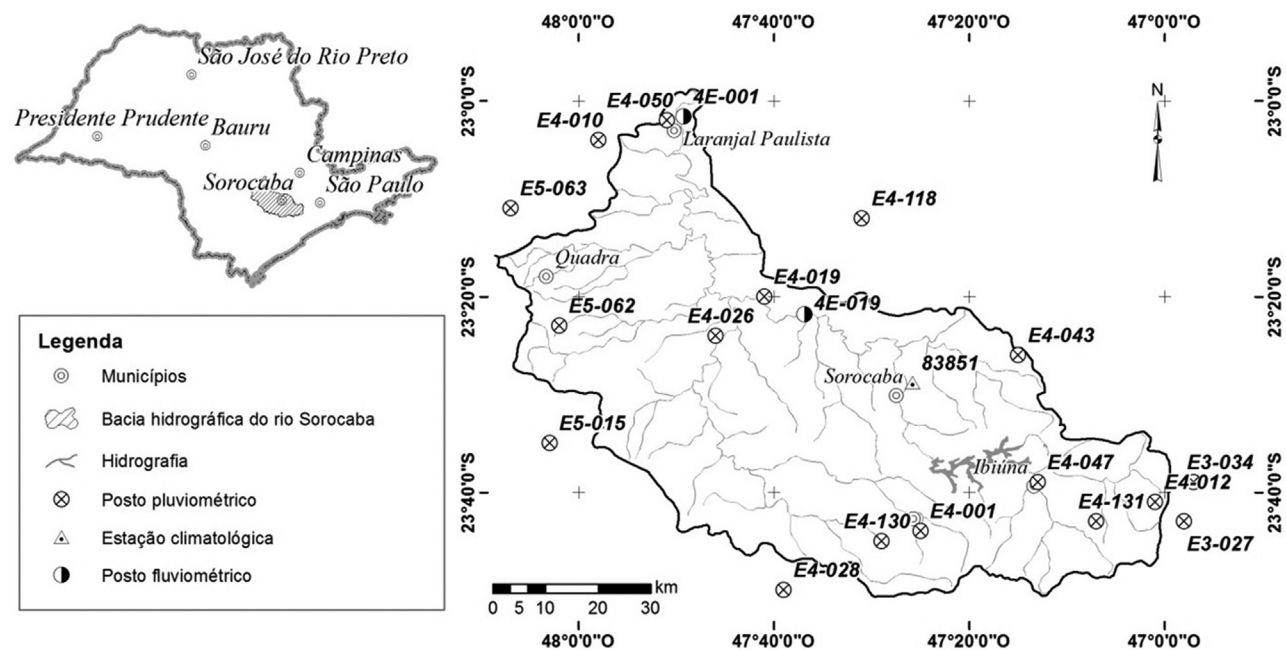 São José do Rio Preto
Presidente Prudente
Bauru
Campinas
Sorocaba
São Paulo
Legenda
Municípios
Bacia hidrográfica do rio Sorocaba
Hidrografia
Posto pluviométrico
Estação climatológica
Posto fluviométrico
48°0'0"O
47°40'0"O
47°20'0"O
47°0'0"O
23°0'0"S
23°0'0"S
N
E4-050
4E-001
E4-010
Laranjal Paulista
E5-063
E4-118
Quadra
E4-019
23°20'0"S
23°20'0"S
E5-062
E4-026
4E-019
E4-043
83851
Sorocaba
E5-015
Ibiúna
E4-047
E3-034
E4-012
23°40'0"S
23°40'0"S
E4-130
E4-001
E4-131
E3-027
E4-028
km
0 5 10 20 30
48°0'0"O
47°40'0"O
47°20'0"O
47°0'0"O